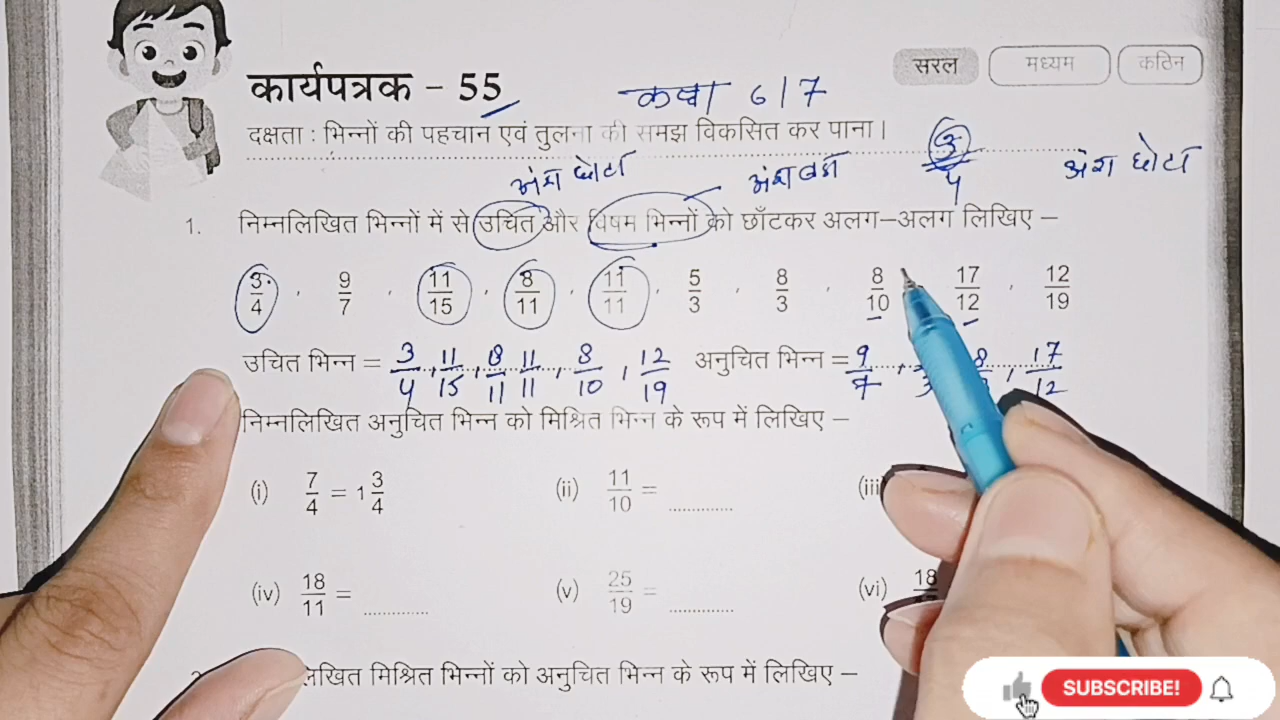 सरल मध्यम कठिन
कार्यपत्रक - 55 कक्षा 6/7
दक्षता : भिन्नों की पहचान एवं तुलना की समझ विकसित कर पाना।
अंश छोटा अंश बड़ा 3/4 अंश छोटा
1. निम्नलिखित भिन्नों में से उचित और विषम भिन्नों को छाँटकर अलग-अलग लिखिए –
3/4 , 9/7 , 11/15 , 8/11 , 11/11 , 5/3 , 8/3 , 8/10 , 17/12 , 12/19
उचित भिन्न = 3/4 , 11/15 , 8/11 11/11 , 8/10 , 12/19 अनुचित भिन्न = 9/7 , 8 , 17/12
निम्नलिखित अनुचित भिन्न को मिश्रित भिन्न के रूप में लिखिए –
(i) 7/4 = 1 3/4 (ii) 11/10 = ............. (iii
(iv) 18/11 = ............. (v) 25/19 = ............. (vi) 18
लिखित मिश्रित भिन्नों को अनुचित भिन्न के रूप में लिखिए –
SUBSCRIBE!